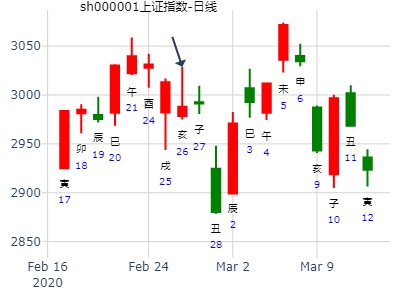 sh000001上证指数-日线
3050
3000
2950
2900
2850
寅
17
卯
18
辰
19
巳
20
午
21
酉
24
戌
25
亥
26
子
27
丑
28
辰
2
巳
3
午
4
未
5
申
6
亥
9
子
10
丑
11
寅
12
Feb 16
2020
Feb 24
Mar 2
Mar 9